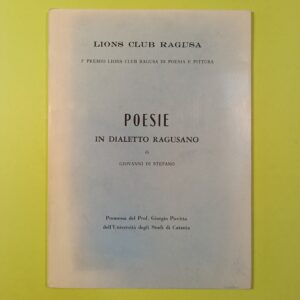 LIONS CLUB RAGUSA
1° PREMIO LIONS CLUB RAGUSA DI POESIA E PITTURA
POESIE
IN DIALETTO RAGUSANO
di
GIOVANNI DI STEFANO
Premessa del Prof. Giorgio Piccitto
dell'Università degli Studi di Catania